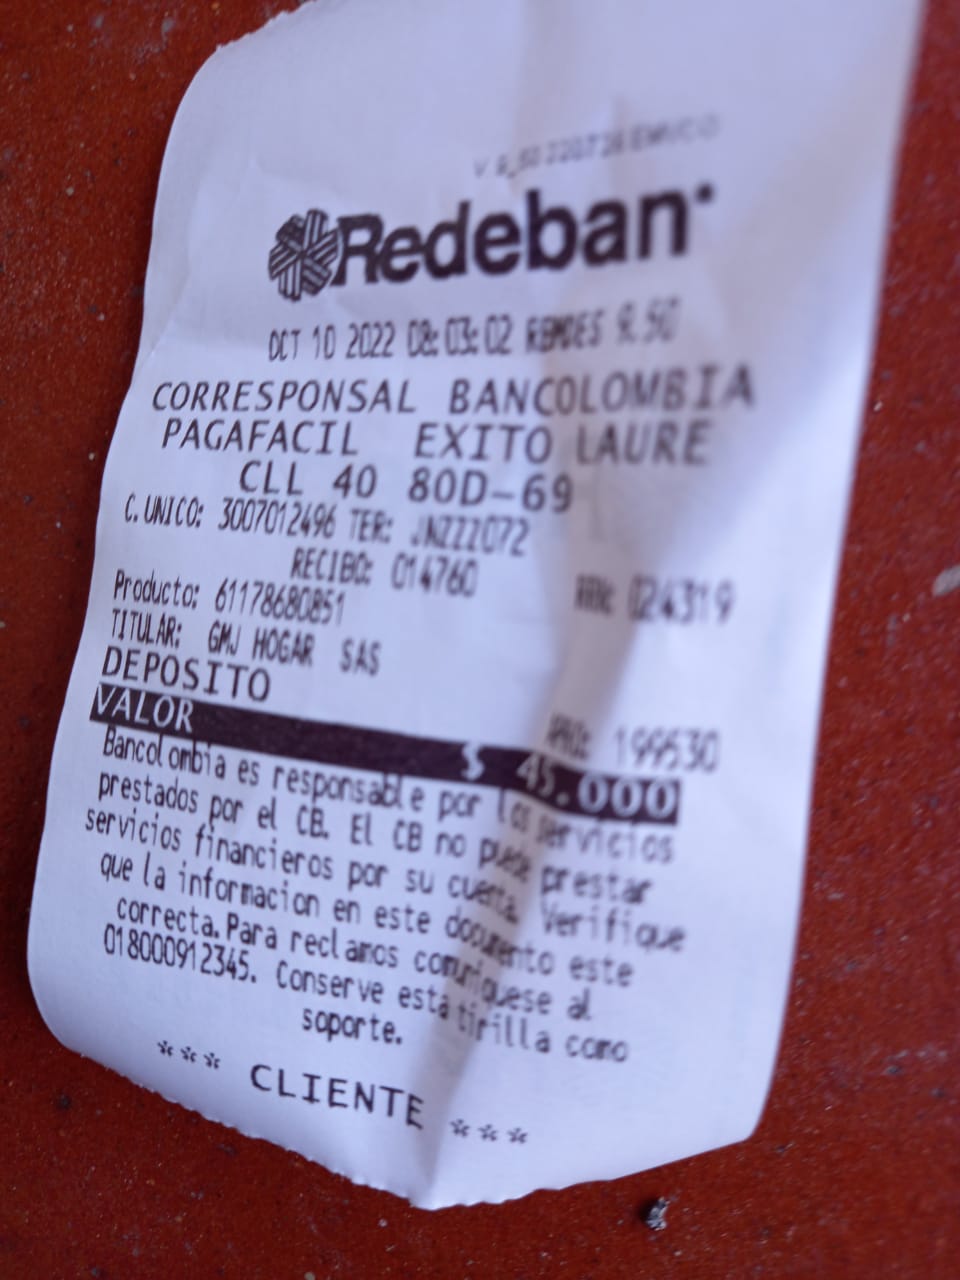 Redeban
OCT 10 2022 08:03:02 RBMDES 9.50
CORRESPONSAL BANCOLOMBIA
PAGAFACIL EXITO LAURE
CLL 40 80D-69
C. UNICO: 3007012496 TER: JNZZZ072
RECIBO: 014760 RRN: 024319
Producto: 61178680851
TITULAR: GMJ HOGAR SAS
DEPOSITO APRO: 199530
VALOR $ 45.000
Bancolombia es responsable por los servicios
prestados por el CB. El CB no puede prestar
servicios financieros por su cuenta. Verifique
que la informacion en este documento este
correcta.Para reclamos comuniquese al
018000912345. Conserve esta tirilla como
soporte.
*** CLIENTE ***